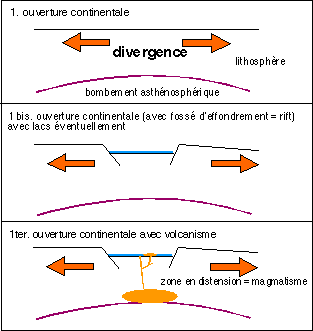 1. ouverture continentale
divergence
lithosphère
bombement asthénosphérique
1 bis. ouverture continentale (avec fossé d'effondrement = rift)
avec lacs éventuellement
1ter. ouverture continentale avec volcanisme
zone en distension = magmatisme